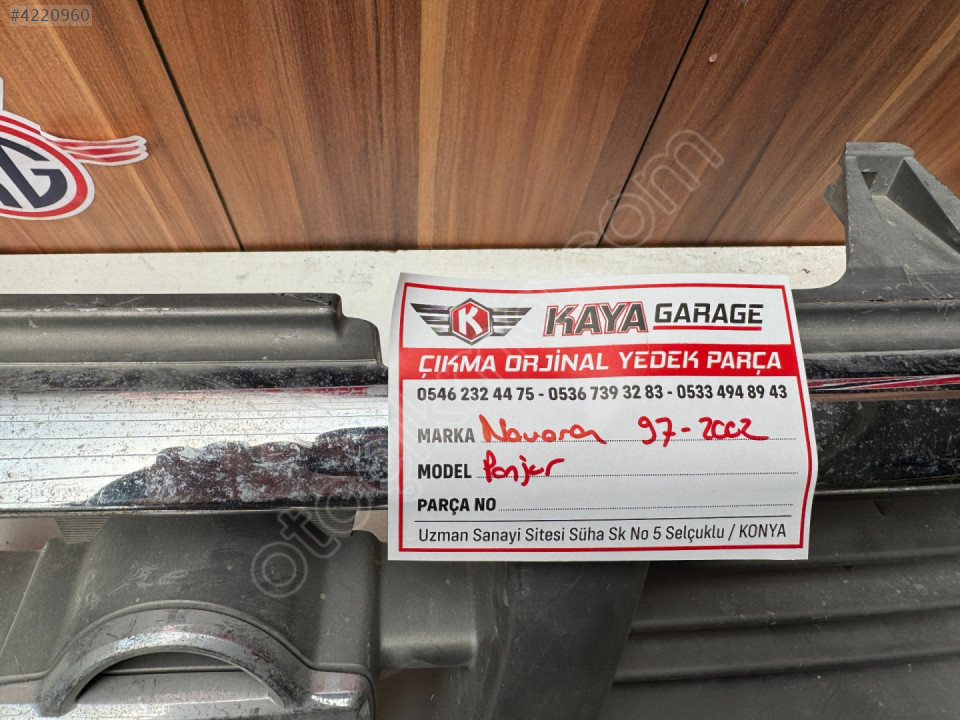 #4220960
AG
K KAYA GARAGE
ÇIKMA ORJİNAL YEDEK PARÇA
0546 232 44 75 - 0536 739 32 83 - 0533 494 89 43
MARKA Navara 97-2002
MODEL Panjur
PARÇA NO
Uzman Sanayi Sitesi Süha Sk No 5 Selçuklu / KONYA